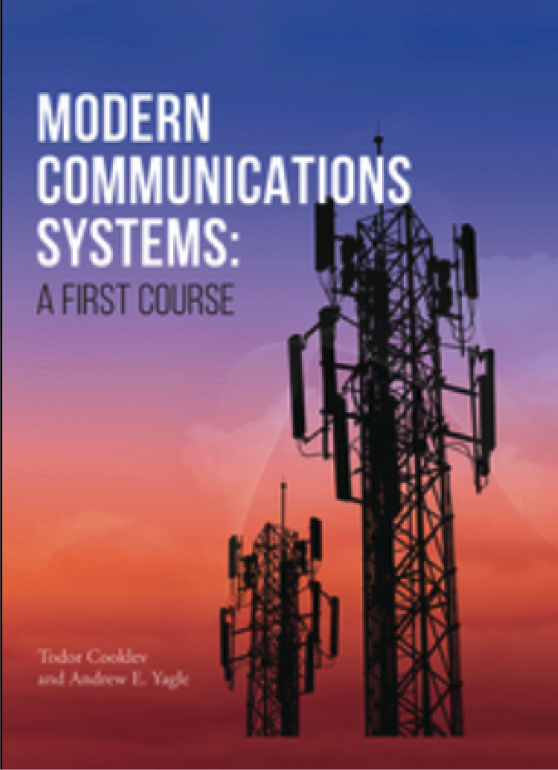 MODERN
COMMUNICATIONS
SYSTEMS:
A FIRST COURSE
Todor Cooklev
and Andrew E. Yagle